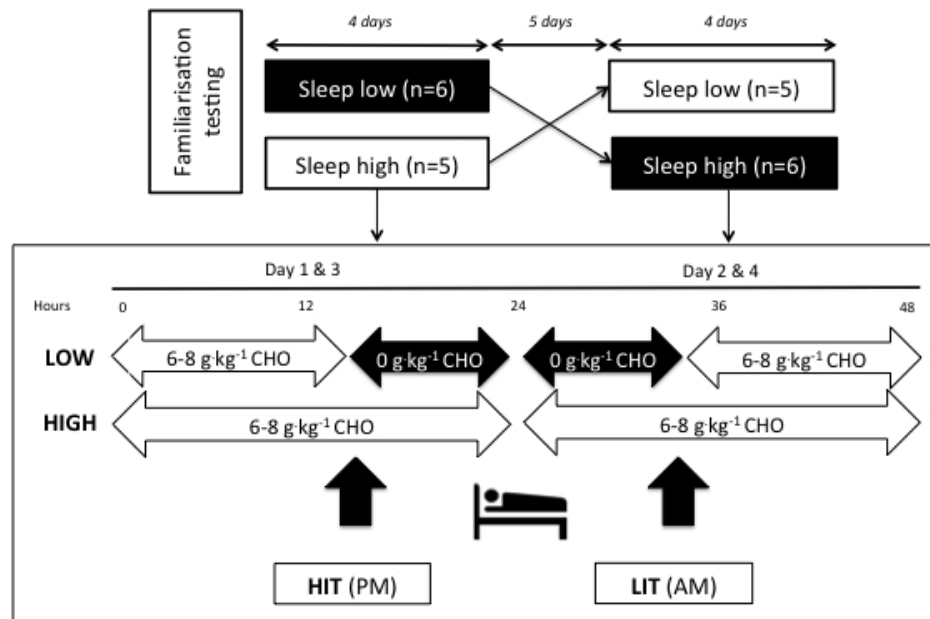 4 days
5 days
4 days
Familiarisation
testing
Sleep low (n=6)
Sleep low (n=5)
Sleep high (n=5)
Sleep high (n=6)
Day 1 & 3
Day 2 & 4
Hours
0
12
24
36
48
LOW
6-8 g·kg⁻¹ CHO
0 g·kg⁻¹ CHO
0 g·kg⁻¹ CHO
6-8 g·kg⁻¹ CHO
HIGH
6-8 g·kg⁻¹ CHO
6-8 g·kg⁻¹ CHO
HIT (PM)
LIT (AM)